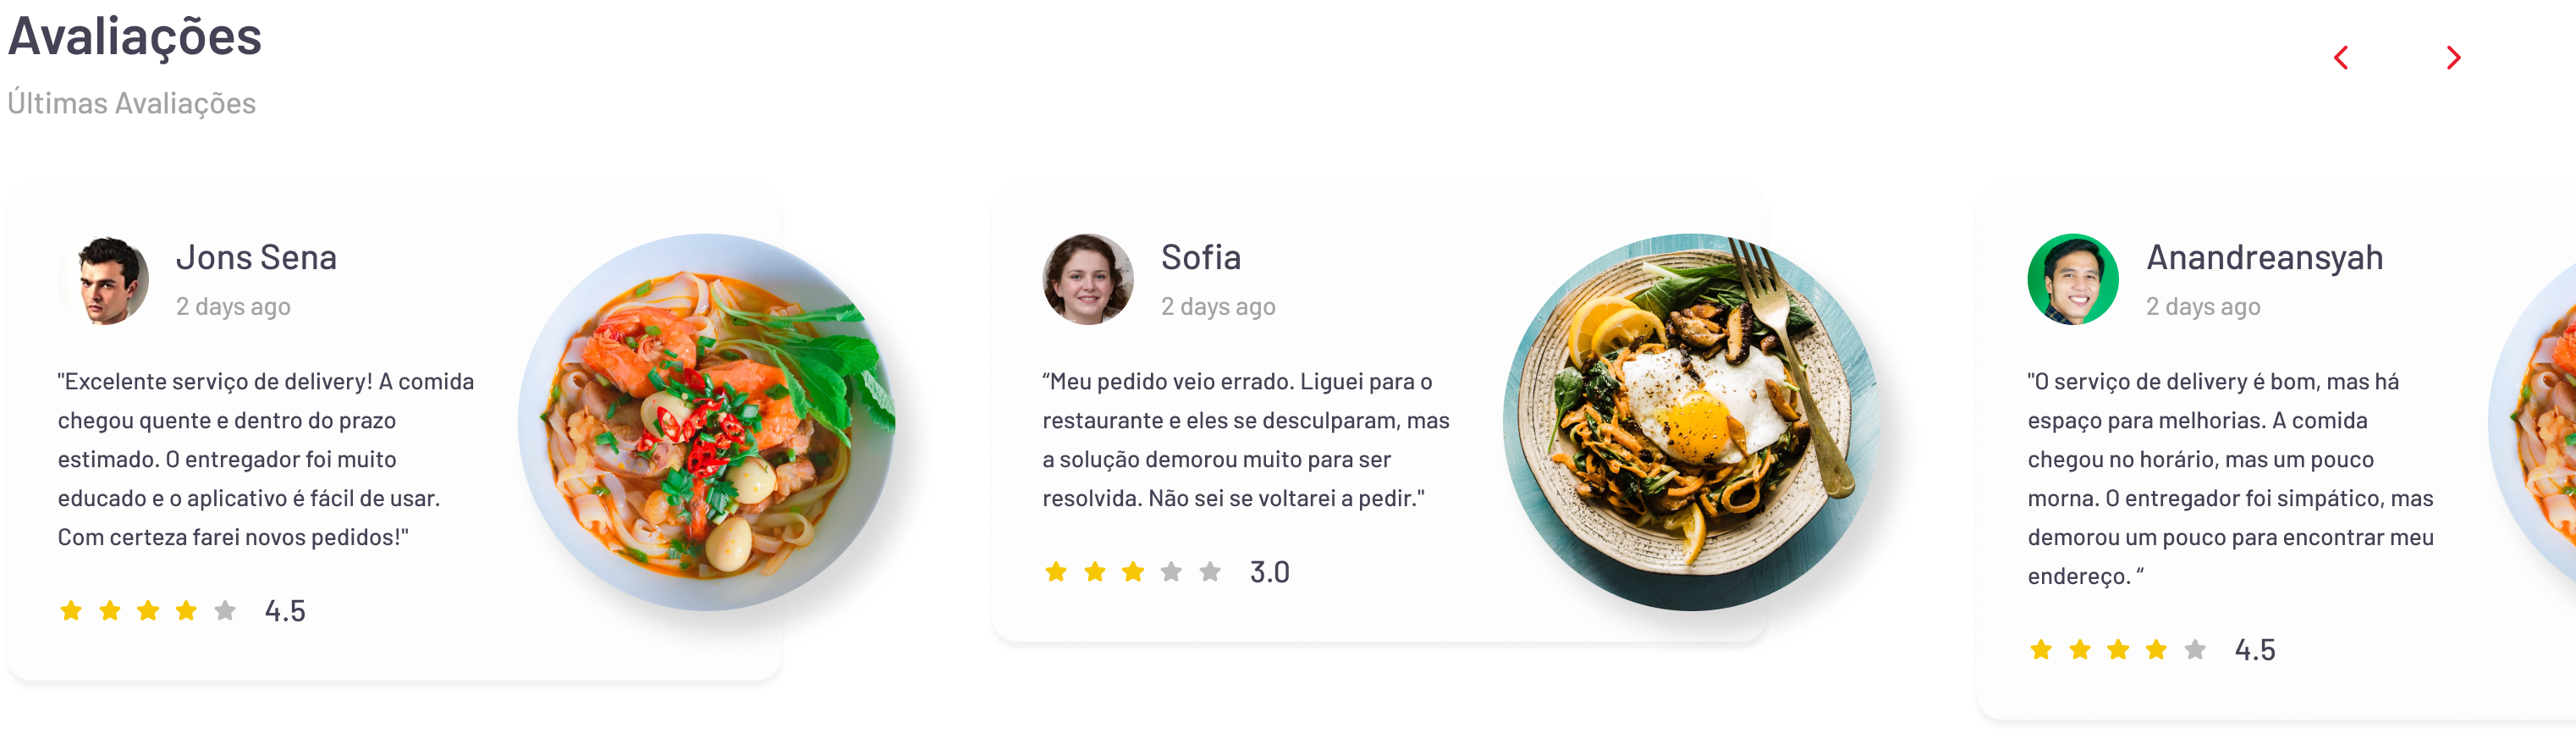 Avaliações
Últimas Avaliações
Jons Sena
2 days ago
"Excelente serviço de delivery! A comida
chegou quente e dentro do prazo
estimado. O entregador foi muito
educado e o aplicativo é fácil de usar.
Com certeza farei novos pedidos!"
4.5
Sofia
2 days ago
“Meu pedido veio errado. Liguei para o
restaurante e eles se desculparam, mas
a solução demorou muito para ser
resolvida. Não sei se voltarei a pedir."
3.0
Anandreansyah
2 days ago
"O serviço de delivery é bom, mas há
espaço para melhorias. A comida
chegou no horário, mas um pouco
morna. O entregador foi simpático, mas
demorou um pouco para encontrar meu
endereço. “
4.5